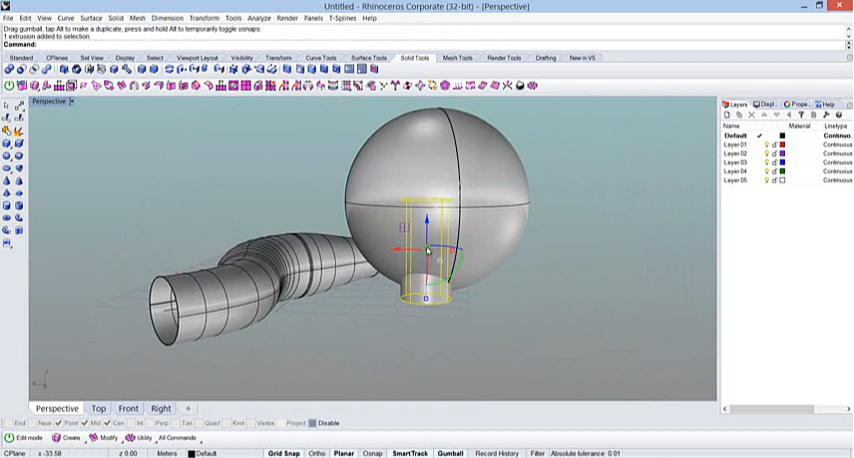 Untitled - Rhinoceros Corporate (32-bit) - [Perspective]
File Edit View Curve Surface Solid Mesh Dimension Transform Tools Analyze Render Panels T-Splines Help
Drag gumball, tap Alt to make a duplicate, press and hold Alt to temporarily toggle osnaps:
1 extrusion added to selection.
Command:
Standard CPlanes Set View Display Select Viewport Layout Visibility Transform Curve Tools Surface Tools Solid Tools Mesh Tools Render Tools Drafting New in V5
Perspective
Layers Displ... Prope... Help
Name Material Linetype
Default Continuo...
Layer 01 Continuous
Layer 02 Continuous
Layer 03 Continuous
Layer 04 Continuous
Layer 05 Continuous
Perspective Top Front Right
End Near Point Mid Cen Int Perp Tan Quad Knot Vertex Project Disable
Edit mode Create Modify Utility All Commands
CPlane x -33.58 z 0.00 Meters Default Grid Snap Ortho Planar Osnap SmartTrack Gumball Record History Filter Absolute tolerance: 0.01